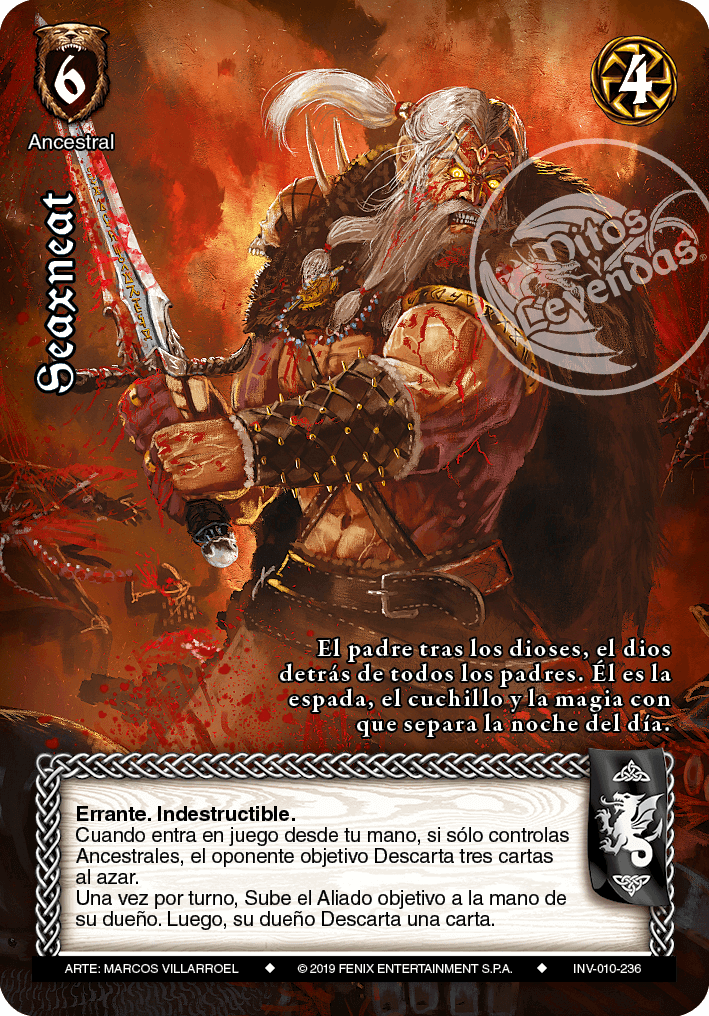 6
4
Ancestral
Seaxneat
Mitos
y
Leyendas
El padre tras los dioses, el dios
detrás de todos los padres. Él es la
espada, el cuchillo y la magia con
que separa la noche del día.
Errante. Indestructible.
Cuando entra en juego desde tu mano, si sólo controlas
Ancestrales, el oponente objetivo Descarta tres cartas
al azar.
Una vez por turno, Sube el Aliado objetivo a la mano de
su dueño. Luego, su dueño Descarta una carta.
ARTE: MARCOS VILLARROEL ◆ © 2019 FENIX ENTERTAINMENT S.P.A. ◆ INV-010-236